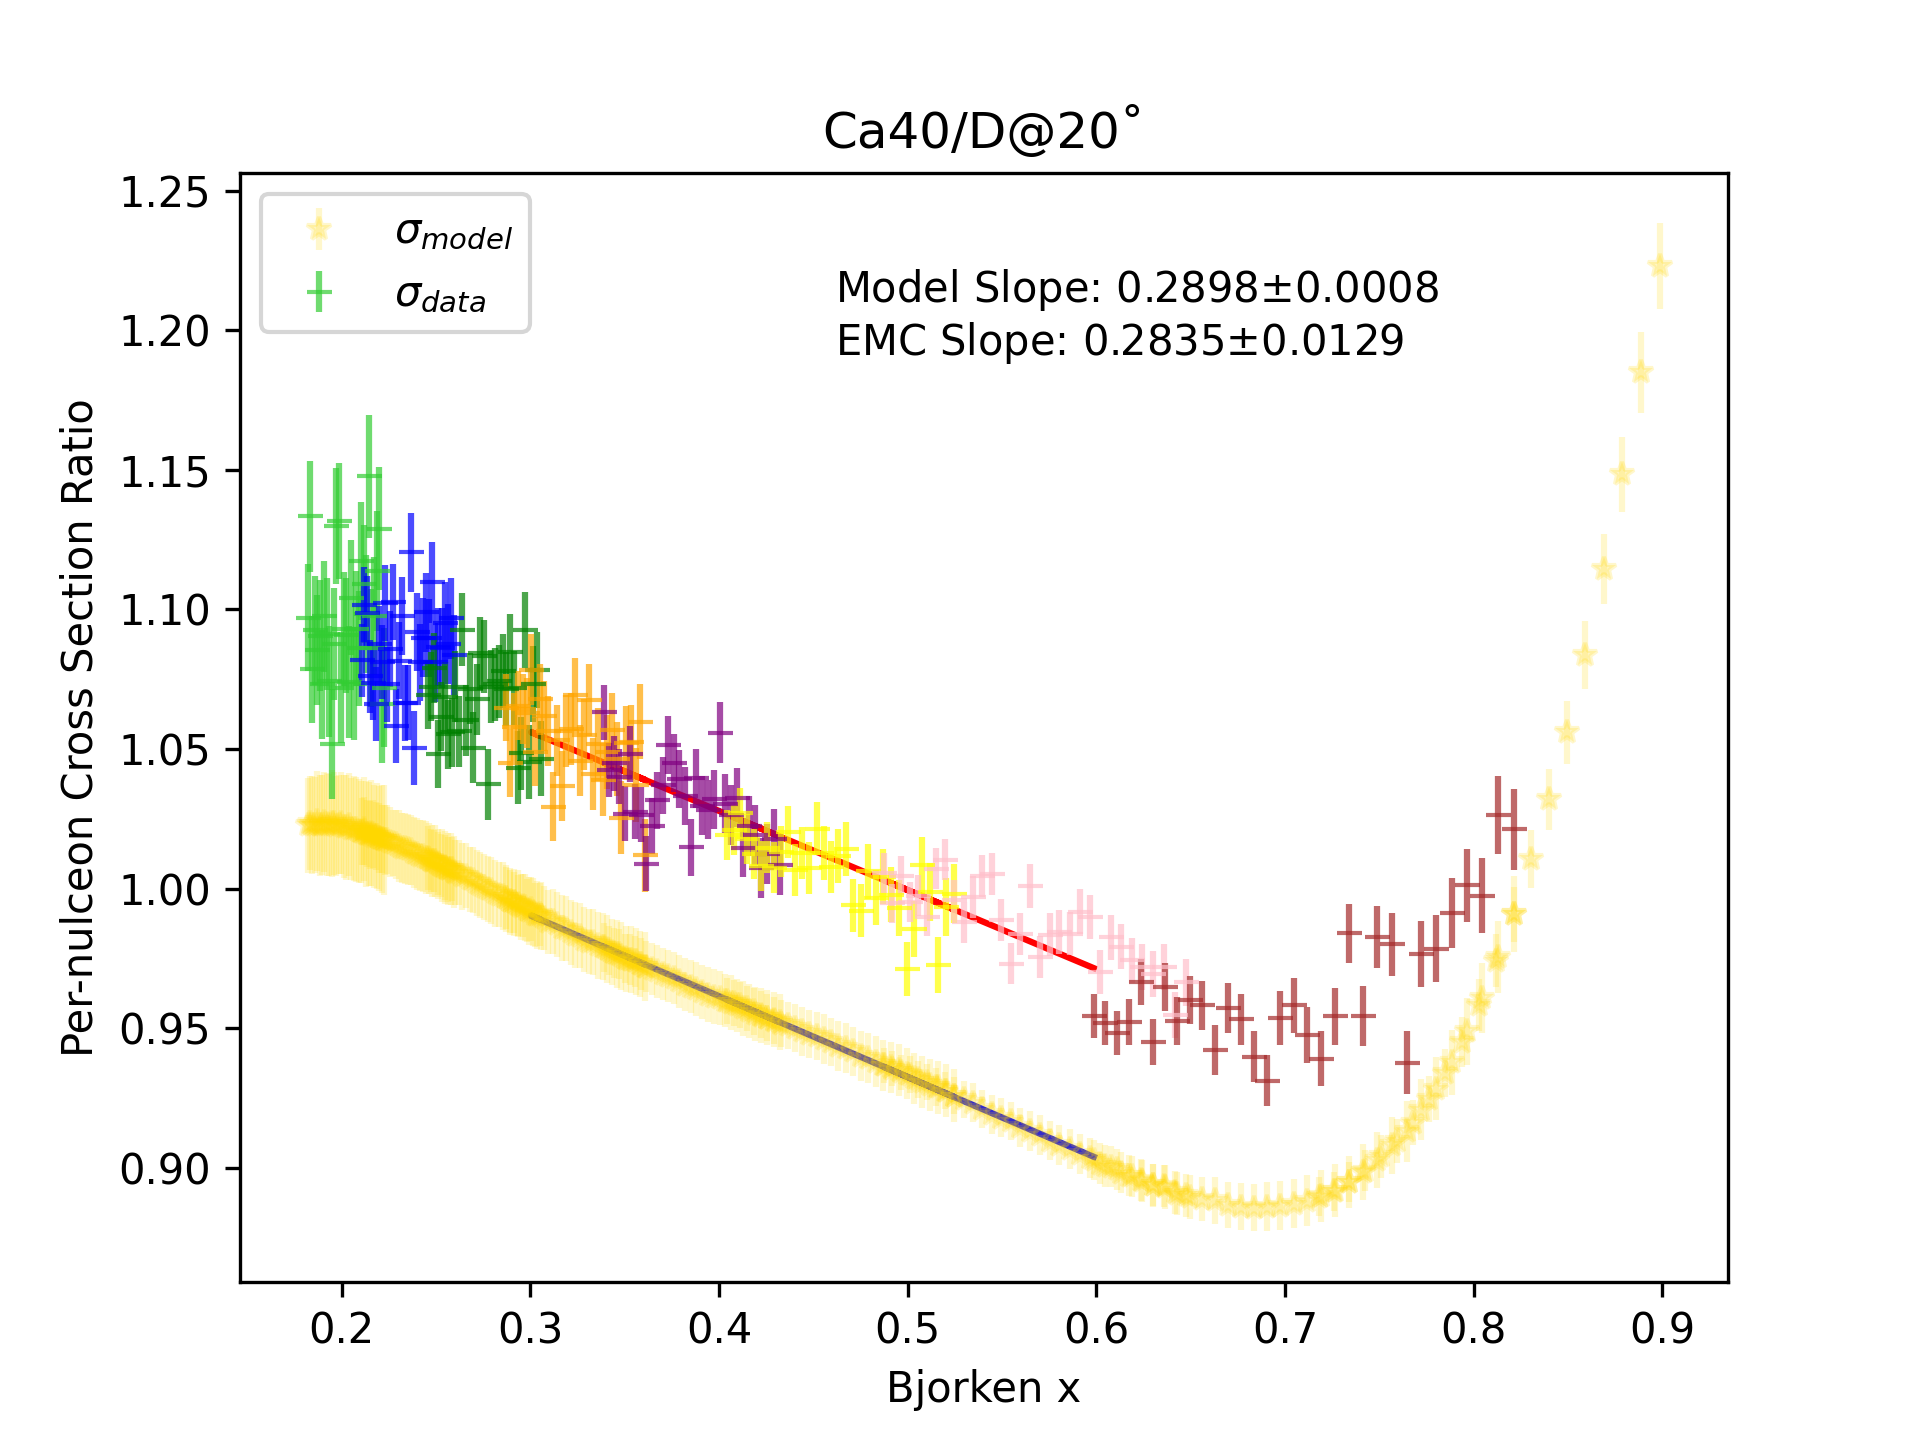 Ca40/D@20˚
1.25
1.20
1.15
1.10
1.05
1.00
0.95
0.90
Per-nulceon Cross Section Ratio
σmodel
σdata
Model Slope: 0.2898±0.0008
EMC Slope: 0.2835±0.0129
0.2 0.3 0.4 0.5 0.6 0.7 0.8 0.9
Bjorken x